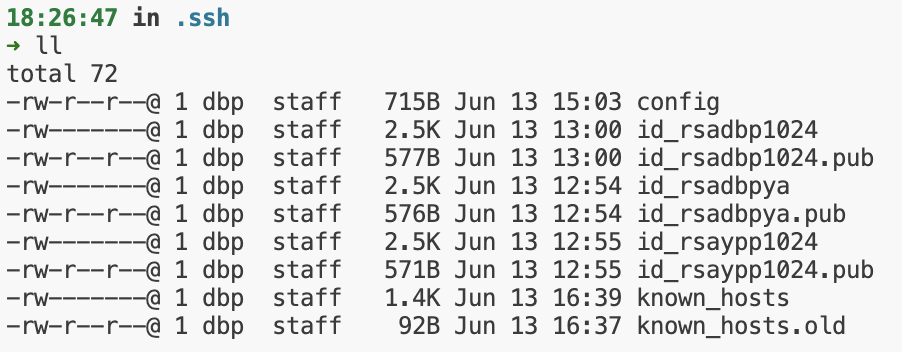 18:26:47 in .ssh
➜ ll
total 72
-rw-r--r--@ 1 dbp  staff   715B Jun 13 15:03 config
-rw-------@ 1 dbp  staff   2.5K Jun 13 13:00 id_rsadbp1024
-rw-r--r--@ 1 dbp  staff   577B Jun 13 13:00 id_rsadbp1024.pub
-rw-------@ 1 dbp  staff   2.5K Jun 13 12:54 id_rsadbpya
-rw-r--r--@ 1 dbp  staff   576B Jun 13 12:54 id_rsadbpya.pub
-rw-------@ 1 dbp  staff   2.5K Jun 13 12:55 id_rsaypp1024
-rw-r--r--@ 1 dbp  staff   571B Jun 13 12:55 id_rsaypp1024.pub
-rw-------@ 1 dbp  staff   1.4K Jun 13 16:39 known_hosts
-rw-r--r--@ 1 dbp  staff    92B Jun 13 16:37 known_hosts.old